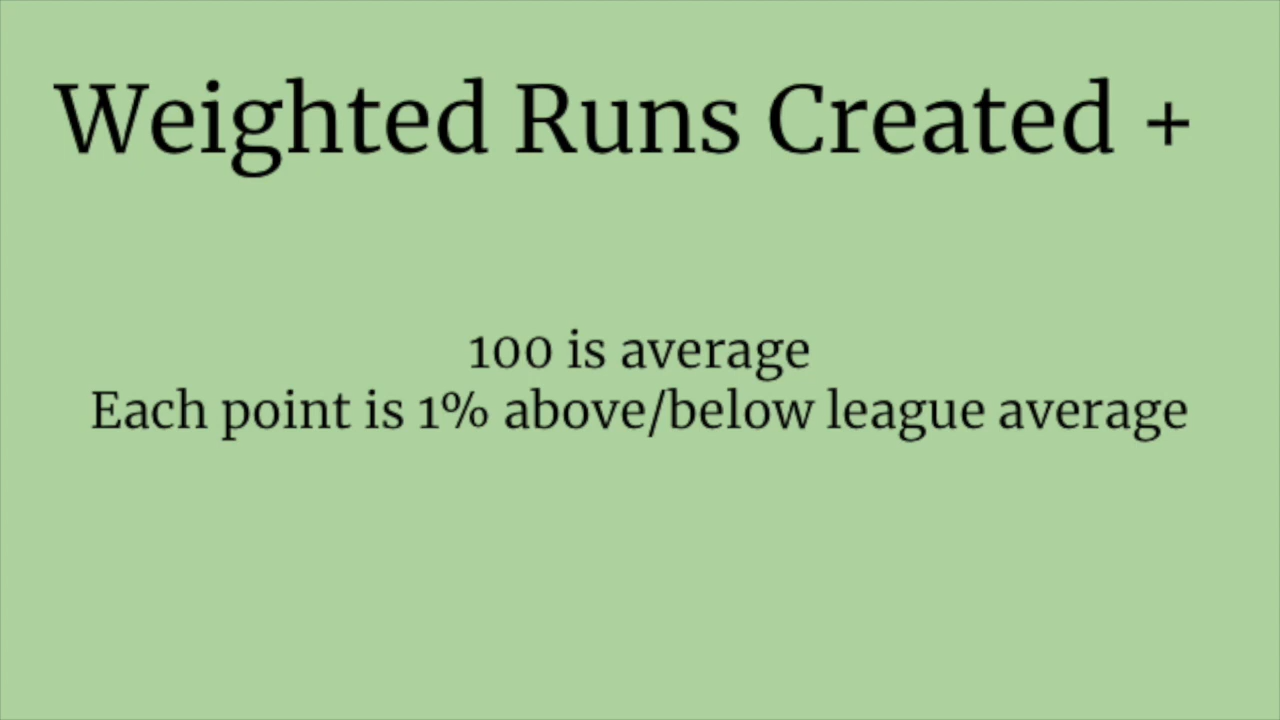 Weighted Runs Created +
100 is average
Each point is 1% above/below league average